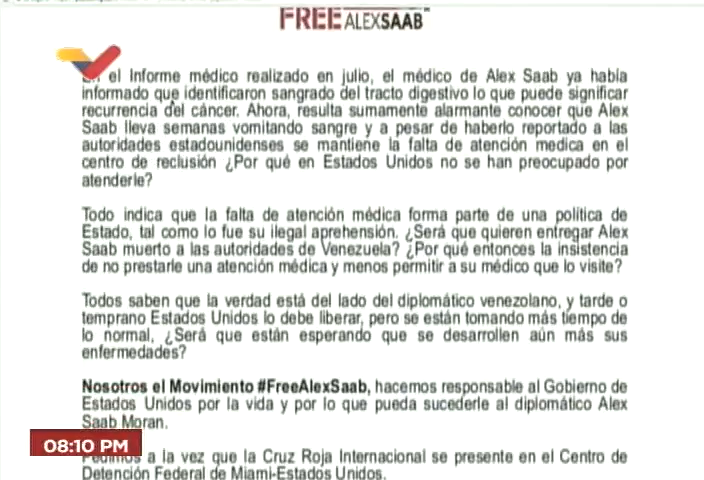 FREEALEXSAAB
En el Informe médico realizado en julio, el médico de Alex Saab ya había
informado que identificaron sangrado del tracto digestivo lo que puede significar
recurrencia del cáncer. Ahora, resulta sumamente alarmante conocer que Alex
Saab lleva semanas vomitando sangre y a pesar de haberlo reportado a las
autoridades estadounidenses se mantiene la falta de atención medica en el
centro de reclusión ¿Por qué en Estados Unidos no se han preocupado por
atenderle?
Todo indica que la falta de atención médica forma parte de una política de
Estado, tal como lo fue su ilegal aprehensión. ¿Será que quieren entregar Alex
Saab muerto a las autoridades de Venezuela? ¿Por qué entonces la insistencia
de no prestarle una atención médica y menos permitir a su médico que lo visite?
Todos saben que la verdad está del lado del diplomático venezolano, y tarde o
temprano Estados Unidos lo debe liberar, pero se están tomando más tiempo de
lo normal, ¿Será que están esperando que se desarrollen aún más sus
enfermedades?
Nosotros el Movimiento #FreeAlexSaab, hacemos responsable al Gobierno de
Estados Unidos por la vida y por lo que pueda sucederle al diplomático Alex
Saab Moran.
08:10 PM
Pedimos a la vez que la Cruz Roja Internacional se presente en el Centro de
Detención Federal de Miami-Estados Unidos.